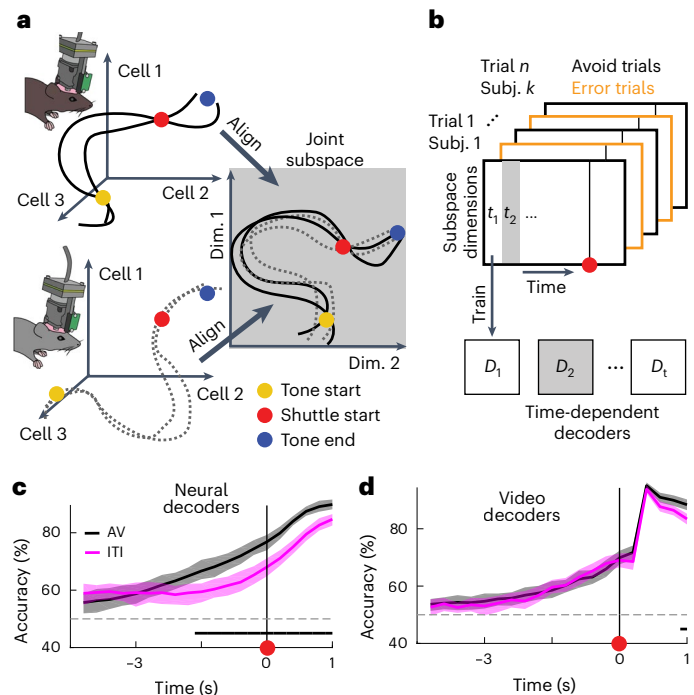 a
Cell 1
Cell 2
Cell 3
Align
Cell 1
Cell 2
Cell 3
Align
Joint
subspace
Dim. 1
Dim. 2
Tone start
Shuttle start
Tone end
b
Trial n
Subj. k
Avoid trials
Error trials
Trial 1
Subj. 1
Subspace
dimensions
t1 t2 ...
Time
Train
D1 D2 ... Dt
Time-dependent
decoders
c
Neural
decoders
AV
ITI
Accuracy (%)
80
60
40
−3 0 1
Time (s)
d
Video
decoders
Accuracy (%)
80
60
40
−3 0 1
Time (s)